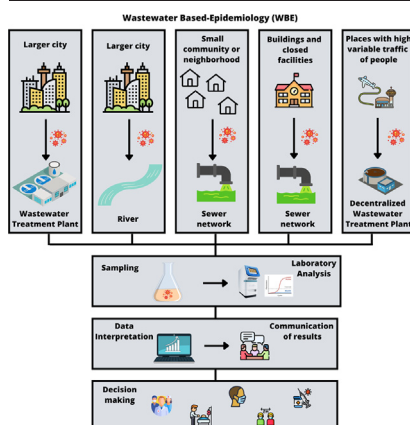 Wastewater Based-Epidemiology (WBE)
Larger city
Wastewater
Treatment Plant
Larger city
River
Small
community or
neighborhood
Sewer
network
Buildings and
closed
facilities
Sewer
network
Places with high
variable traffic
of people
Decentralized
Wastewater
Treatment Plant
Sampling
Laboratory
Analysis
Data
Interpretation
Communication
of results
Decision
making